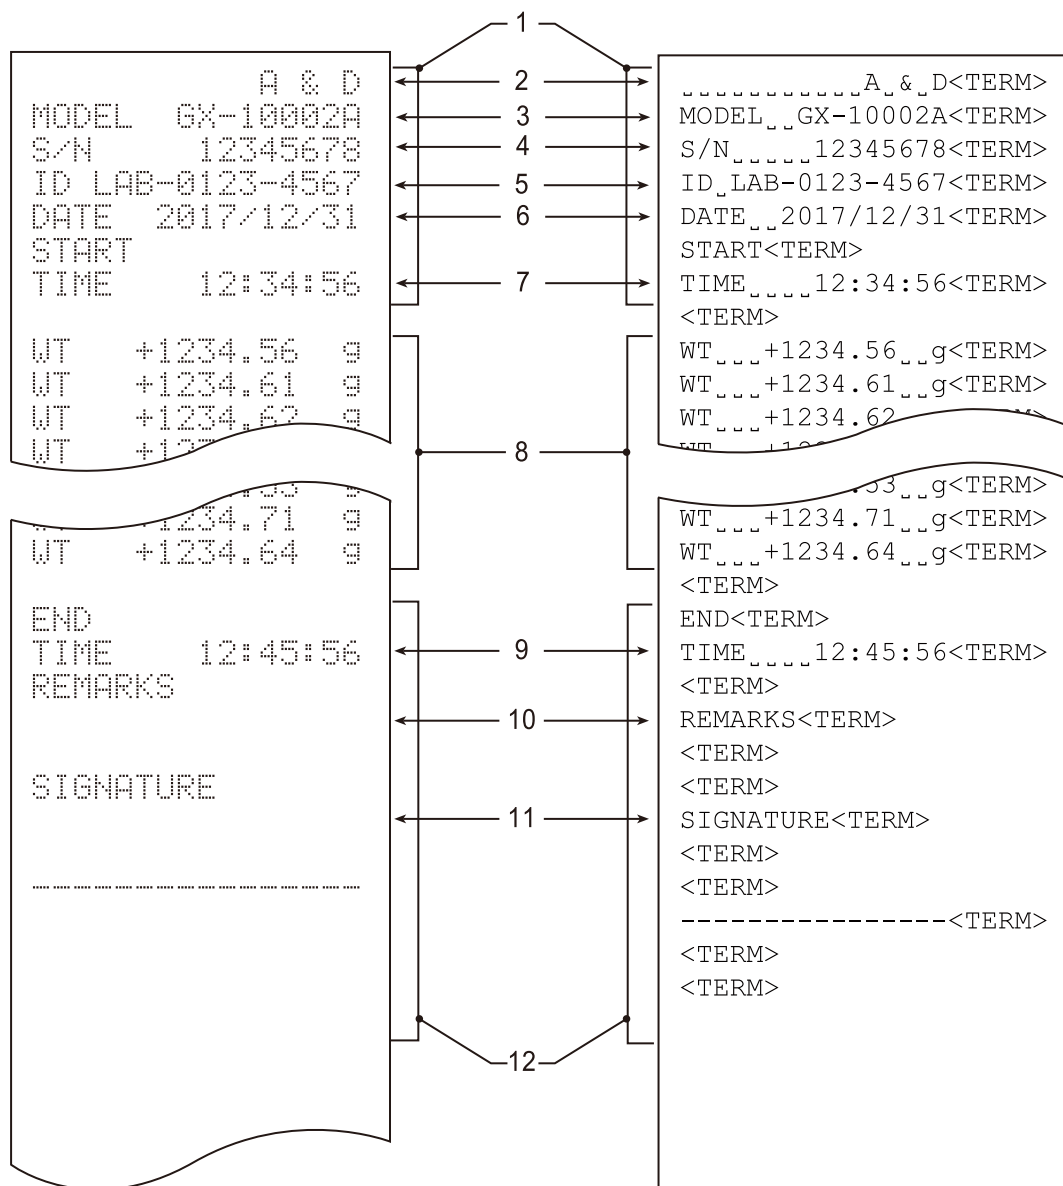 1
A & D
MODEL GX-10002A
S/N 12345678
ID LAB-0123-4567
DATE 2017/12/31
START
TIME 12:34:56
WT +1234.56 g
WT +1234.61 g
WT +1234.62 g
WT
g
+1234.71 g
WT +1234.64 g
END
TIME 12:45:56
REMARKS
SIGNATURE
----------------
2
3
4
5
6
7
8
9
10
11
12
␣␣␣␣␣␣␣␣␣␣␣A␣&␣D<TERM>
MODEL␣␣GX-10002A<TERM>
S/N␣␣␣␣␣12345678<TERM>
ID␣LAB-0123-4567<TERM>
DATE␣␣2017/12/31<TERM>
START<TERM>
TIME␣␣␣␣12:34:56<TERM>
<TERM>
WT␣␣␣+1234.56␣␣g<TERM>
WT␣␣␣+1234.61␣␣g<TERM>
WT␣␣␣+1234.62
.53␣␣g<TERM>
WT␣␣␣+1234.71␣␣g<TERM>
WT␣␣␣+1234.64␣␣g<TERM>
<TERM>
END<TERM>
TIME␣␣␣␣12:45:56<TERM>
<TERM>
REMARKS<TERM>
<TERM>
<TERM>
SIGNATURE<TERM>
<TERM>
<TERM>
----------------<TERM>
<TERM>
<TERM>